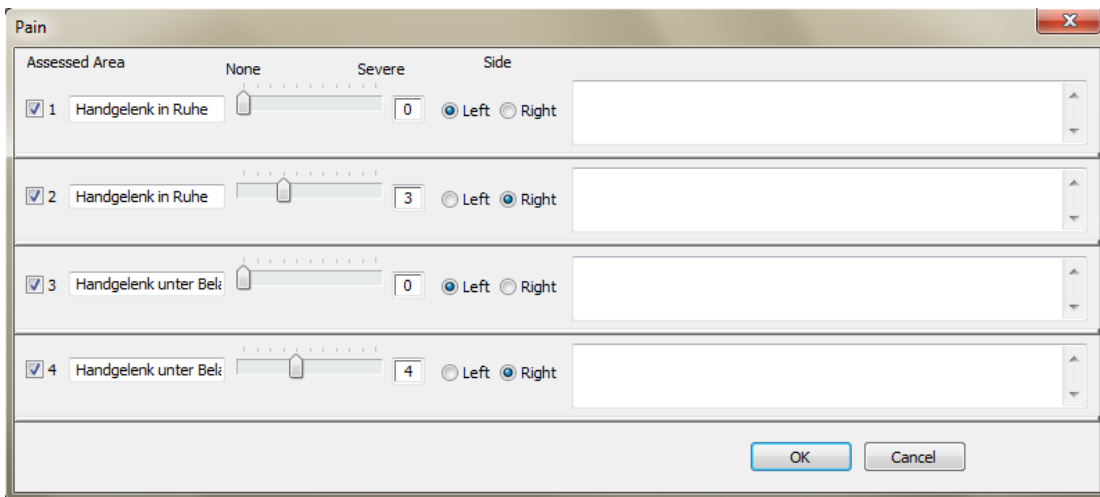 Pain
Assessed Area None Severe Side
1 Handgelenk in Ruhe 0 Left Right
2 Handgelenk in Ruhe 3 Left Right
3 Handgelenk unter Bela 0 Left Right
4 Handgelenk unter Bela 4 Left Right
OK Cancel